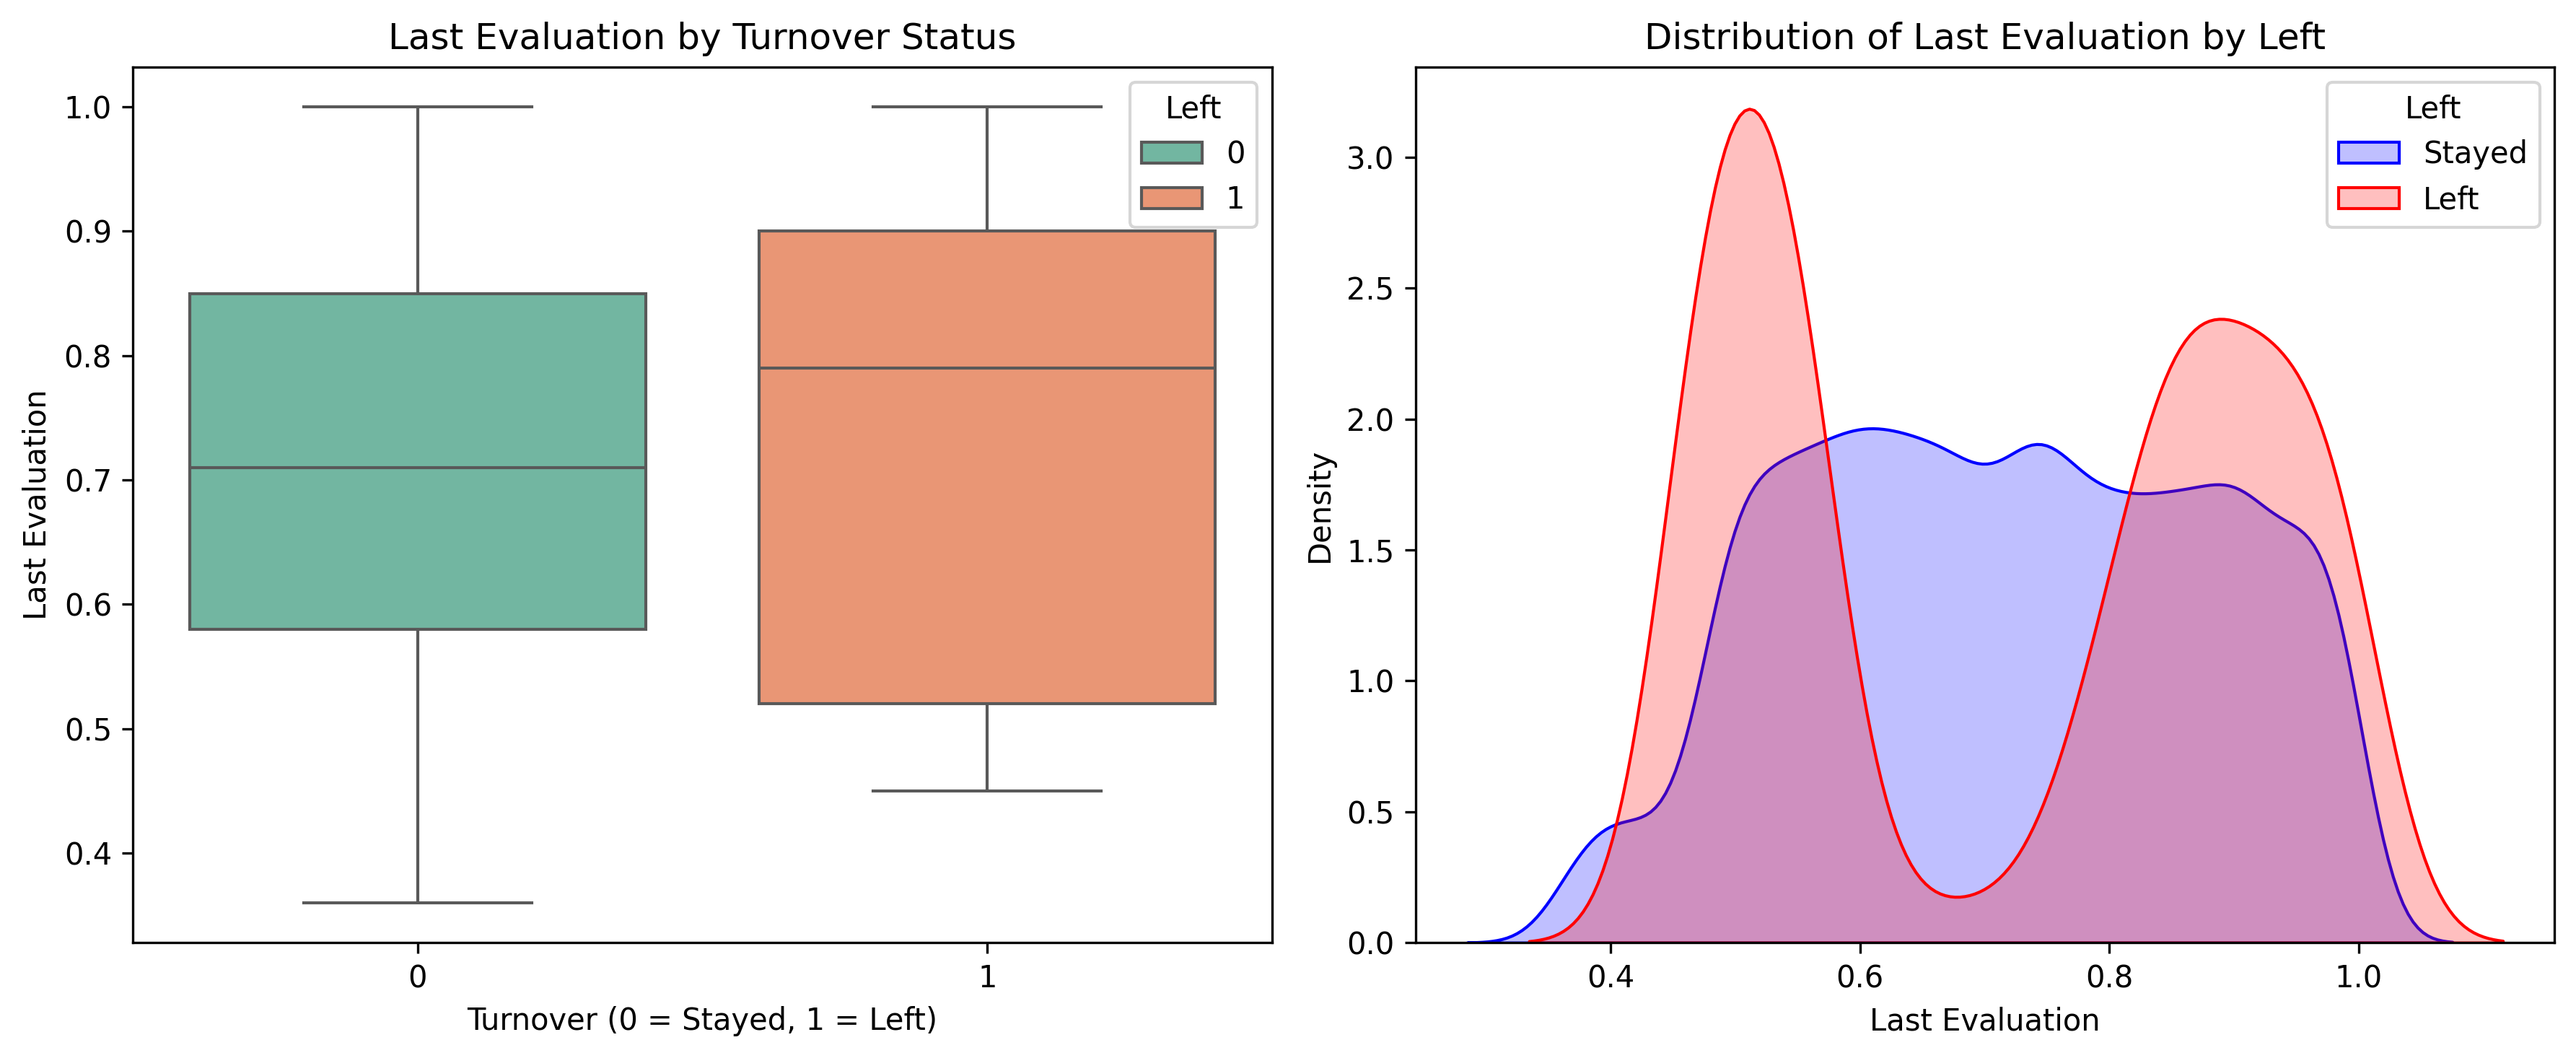 Last Evaluation by Turnover Status
Last Evaluation
1.0
0.9
0.8
0.7
0.6
0.5
0.4
Left
0
1
0
1
Turnover (0 = Stayed, 1 = Left)
Distribution of Last Evaluation by Left
Density
3.0
2.5
2.0
1.5
1.0
0.5
0.0
Left
Stayed
Left
0.4
0.6
0.8
1.0
Last Evaluation